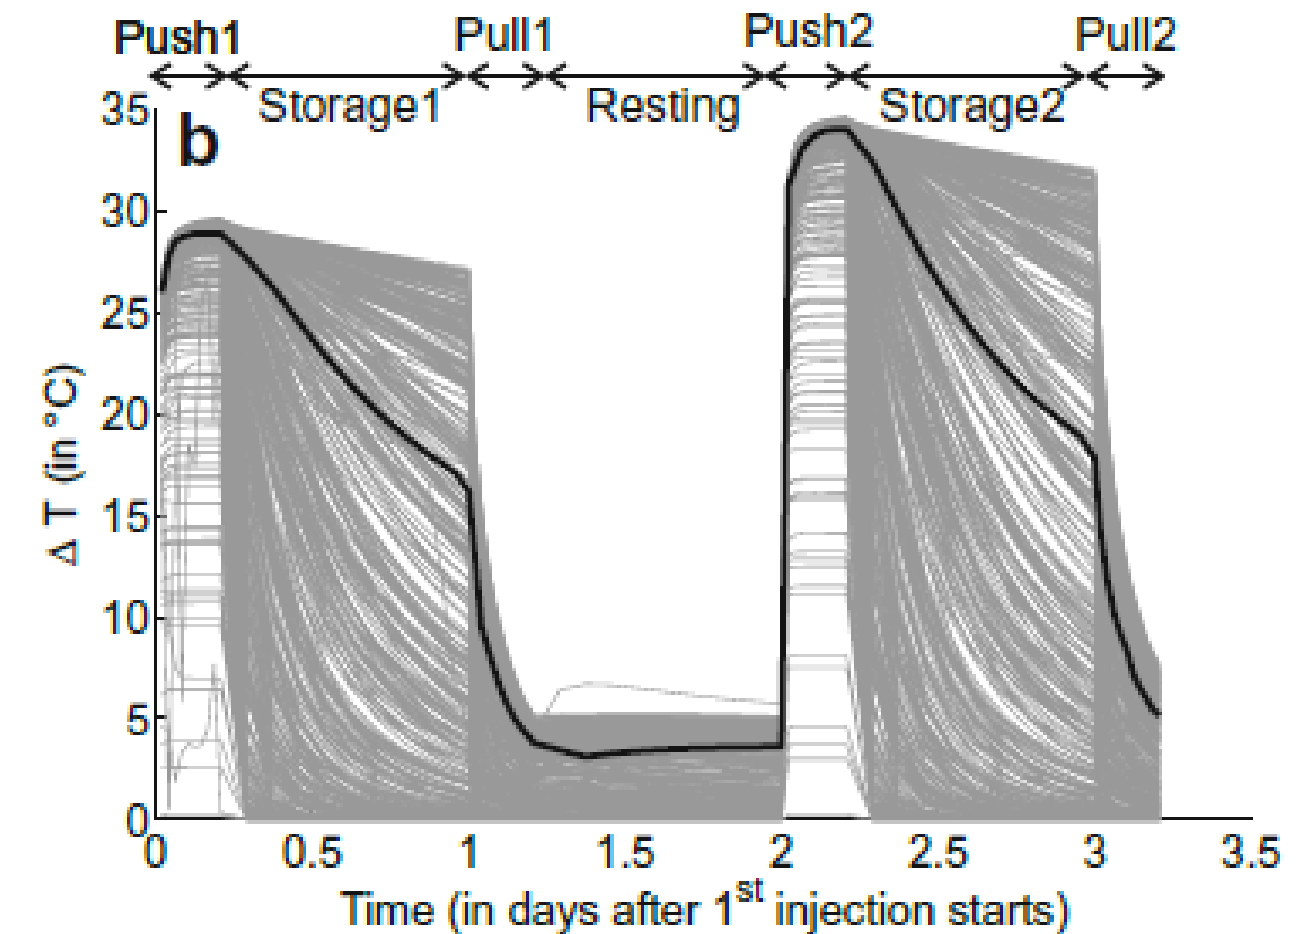 Push1 Pull1 Push2 Pull2
Storage1 Resting Storage2
b
35
30
25
20
15
10
5
0
Δ T (in °C)
0 0.5 1 1.5 2 2.5 3 3.5
Time (in days after 1st injection starts)